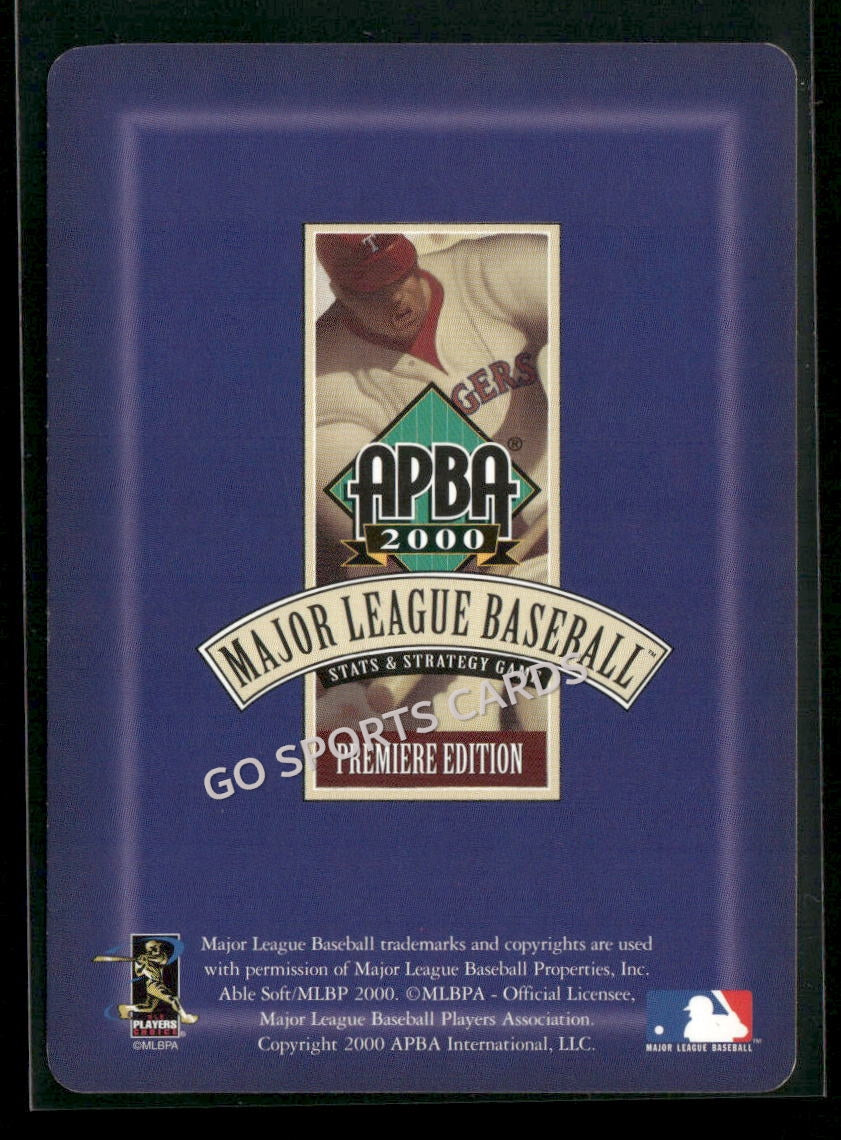 T
GERS
APBA®
2000
MAJOR LEAGUE BASEBALL™
STATS & STRATEGY GAME
GO SPORTS CARDS
PREMIERE EDITION
Major League Baseball trademarks and copyrights are used
with permission of Major League Baseball Properties, Inc.
Able Soft/MLBP 2000. ©MLBPA - Official Licensee,
Major League Baseball Players Association.
Copyright 2000 APBA International, LLC.
PLAYERS
CHOICE®
©MLBPA
MAJOR LEAGUE BASEBALL™